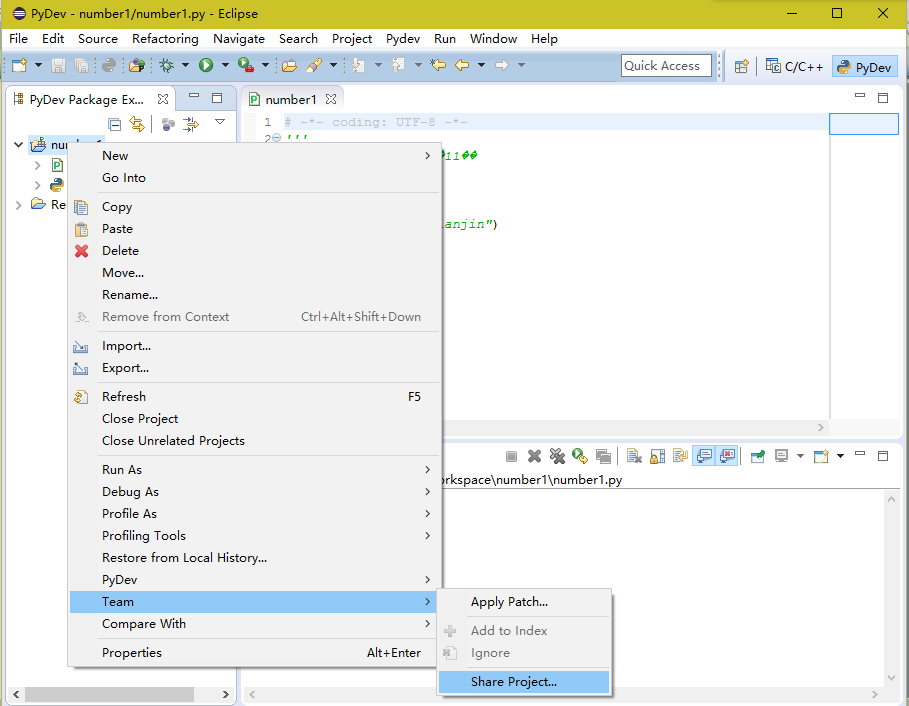 PyDev - number1/number1.py - Eclipse
File Edit Source Refactoring Navigate Search Project Pydev Run Window Help
Quick Access
C/C++
PyDev
PyDev Package Ex...
number1
1 # -*- coding: UTF-8 -*-
2 '''
11
anjin")
New
Go Into
Copy
Paste
Delete
Move...
Rename...
Remove from Context Ctrl+Alt+Shift+Down
Import...
Export...
Refresh F5
Close Project
Close Unrelated Projects
Run As
Debug As
Profile As
Profiling Tools
Restore from Local History...
PyDev
Team
Compare With
Properties Alt+Enter
Re
rkspace\number1\number1.py
Apply Patch...
Add to Index
Ignore
Share Project...